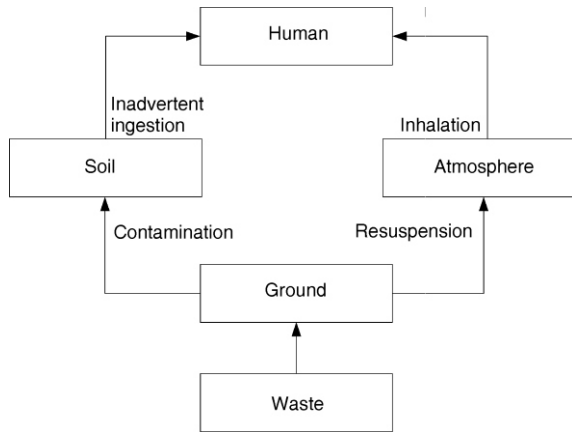 Human
Inadvertent
ingestion
Inhalation
Soil
Atmosphere
Contamination
Resuspension
Ground
Waste